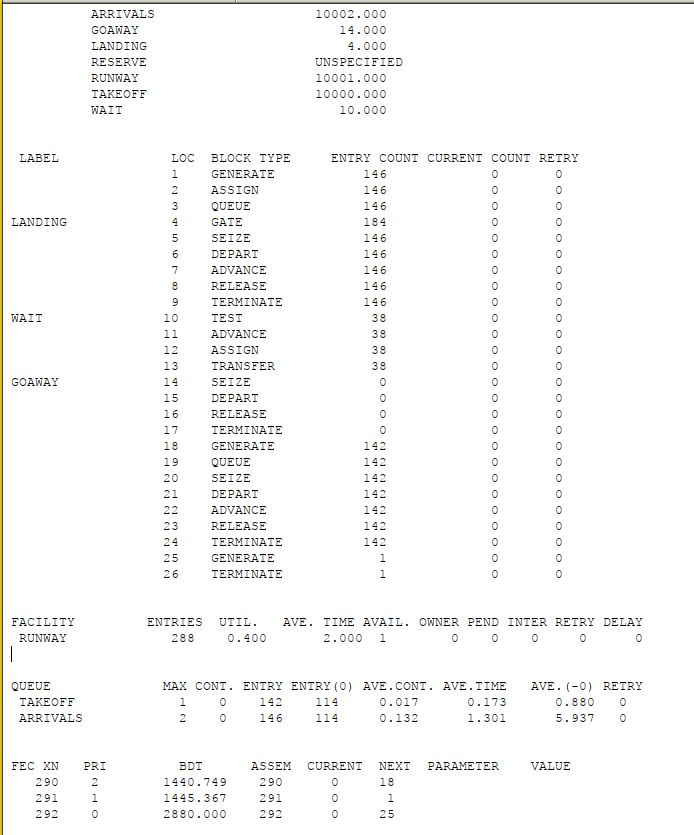 ARRIVALS 10002.000
GOAWAY 14.000
LANDING 4.000
RESERVE UNSPECIFIED
RUNWAY 10001.000
TAKEOFF 10000.000
WAIT 10.000
LABEL LOC BLOCK TYPE ENTRY COUNT CURRENT COUNT RETRY
1 GENERATE 146 0 0
2 ASSIGN 146 0 0
3 QUEUE 146 0 0
LANDING 4 GATE 184 0 0
5 SEIZE 146 0 0
6 DEPART 146 0 0
7 ADVANCE 146 0 0
8 RELEASE 146 0 0
9 TERMINATE 146 0 0
WAIT 10 TEST 38 0 0
11 ADVANCE 38 0 0
12 ASSIGN 38 0 0
13 TRANSFER 38 0 0
GOAWAY 14 SEIZE 0 0 0
15 DEPART 0 0 0
16 RELEASE 0 0 0
17 TERMINATE 0 0 0
18 GENERATE 142 0 0
19 QUEUE 142 0 0
20 SEIZE 142 0 0
21 DEPART 142 0 0
22 ADVANCE 142 0 0
23 RELEASE 142 0 0
24 TERMINATE 142 0 0
25 GENERATE 1 0 0
26 TERMINATE 1 0 0
FACILITY ENTRIES UTIL. AVE. TIME AVAIL. OWNER PEND INTER RETRY DELAY
RUNWAY 288 0.400 2.000 1 0 0 0 0 0
QUEUE MAX CONT. ENTRY ENTRY(0) AVE.CONT. AVE.TIME AVE.(-0) RETRY
TAKEOFF 1 0 142 114 0.017 0.173 0.880 0
ARRIVALS 2 0 146 114 0.132 1.301 5.937 0
FEC XN PRI BDT ASSEM CURRENT NEXT PARAMETER VALUE
290 2 1440.749 290 0 18
291 1 1445.367 291 0 1
292 0 2880.000 292 0 25